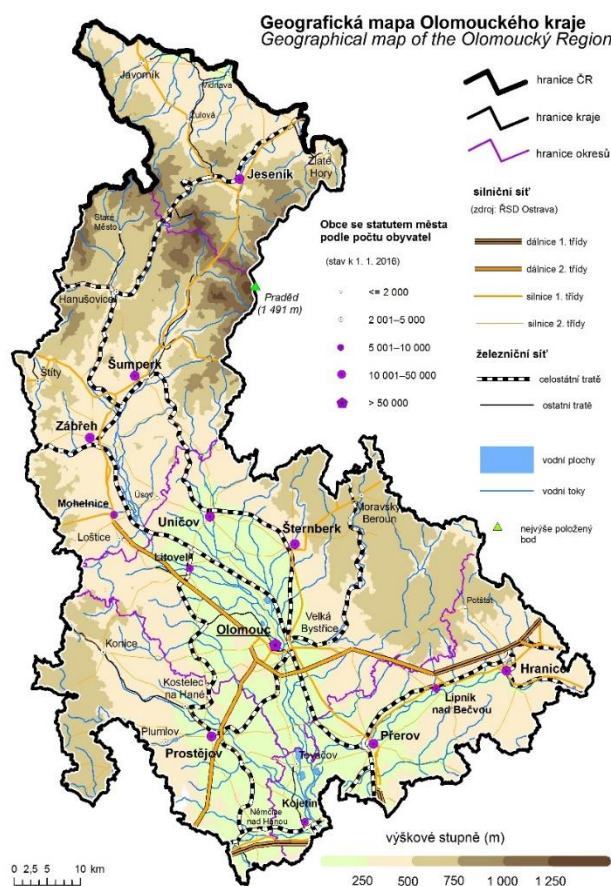 Geografická mapa Olomouckého kraje
Geographical map of the Olomoucký Region
hranice ČR
hranice kraje
hranice okresů
silniční síť
(zdroj: ŘSD Ostrava)
dálnice 1. třídy
dálnice 2. třídy
silnice 1. třídy
silnice 2. třídy
železniční síť
celostátní tratě
ostatní tratě
vodní plochy
vodní toky
nejvýše položený
bod
Obce se statutem města
podle počtu obyvatel
(stav k 1. 1. 2016)
<= 2 000
2 001–5 000
5 001–10 000
10 001–50 000
> 50 000
Javorník
Vidnava
Žulová
Zlaté
Hory
Jeseník
Staré
Město
Hanušovice
Praděd
(1 491 m)
Štíty
Šumperk
Zábřeh
Mohelnice
Úsov
Loštice
Uničov
Šternberk
Moravský
Beroun
Litovel
Potštát
Velká
Bystřice
Olomouc
Konice
Hranice
Kostelec
na Hané
Lipník
nad Bečvou
Plumlov
Prostějov
Přerov
Tovačov
Kojetín
Němčice
nad Hanou
výškové stupně (m)
250 500 750 1 000 1 250
0 2,5 5 10 km